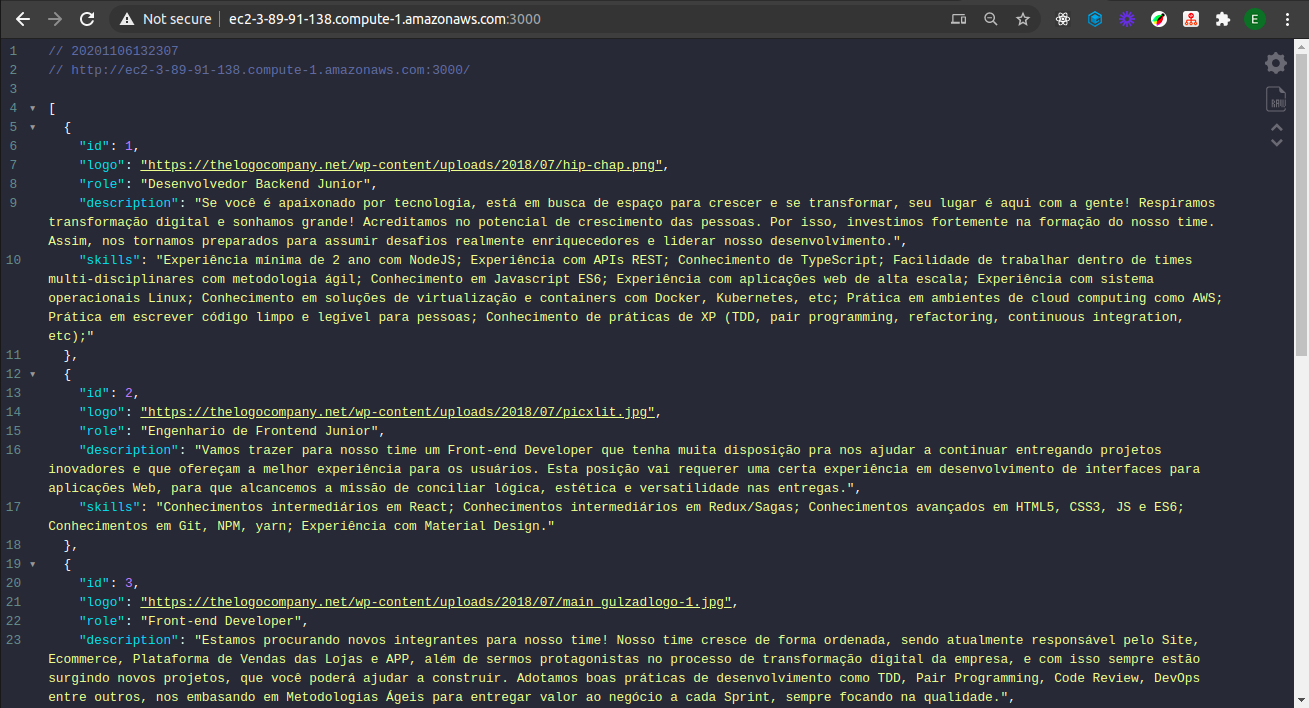 Not secure | ec2-3-89-91-138.compute-1.amazonaws.com:3000
E
1 // 20201106132307
2 // http://ec2-3-89-91-138.compute-1.amazonaws.com:3000/
3
4 [
5 {
6 "id": 1,
7 "logo": "https://thelogocompany.net/wp-content/uploads/2018/07/hip-chap.png",
8 "role": "Desenvolvedor Backend Junior",
9 "description": "Se você é apaixonado por tecnologia, está em busca de espaço para crescer e se transformar, seu lugar é aqui com a gente! Respiramos
transformação digital e sonhamos grande! Acreditamos no potencial de crescimento das pessoas. Por isso, investimos fortemente na formação do nosso time.
Assim, nos tornamos preparados para assumir desafios realmente enriquecedores e liderar nosso desenvolvimento.",
10 "skills": "Experiência mínima de 2 ano com NodeJS; Experiência com APIs REST; Conhecimento de TypeScript; Facilidade de trabalhar dentro de times
multi-disciplinares com metodologia ágil; Conhecimento em Javascript ES6; Experiência com aplicações web de alta escala; Experiência com sistema
operacionais Linux; Conhecimento em soluções de virtualização e containers com Docker, Kubernetes, etc; Prática em ambientes de cloud computing como AWS;
Prática em escrever código limpo e legível para pessoas; Conhecimento de práticas de XP (TDD, pair programming, refactoring, continuous integration,
etc);"
11 },
12 {
13 "id": 2,
14 "logo": "https://thelogocompany.net/wp-content/uploads/2018/07/picxlit.jpg",
15 "role": "Engenhario de Frontend Junior",
16 "description": "Vamos trazer para nosso time um Front-end Developer que tenha muita disposição pra nos ajudar a continuar entregando projetos
inovadores e que ofereçam a melhor experiência para os usuários. Esta posição vai requerer uma certa experiência em desenvolvimento de interfaces para
aplicações Web, para que alcancemos a missão de conciliar lógica, estética e versatilidade nas entregas.",
17 "skills": "Conhecimentos intermediários em React; Conhecimentos intermediários em Redux/Sagas; Conhecimentos avançados em HTML5, CSS3, JS e ES6;
Conhecimentos em Git, NPM, yarn; Experiência com Material Design."
18 },
19 {
20 "id": 3,
21 "logo": "https://thelogocompany.net/wp-content/uploads/2018/07/main_gulzadlogo-1.jpg",
22 "role": "Front-end Developer",
23 "description": "Estamos procurando novos integrantes para nosso time! Nosso time cresce de forma ordenada, sendo atualmente responsável pelo Site,
Ecommerce, Plataforma de Vendas das Lojas e APP, além de sermos protagonistas no processo de transformação digital da empresa, e com isso sempre estão
surgindo novos projetos, que você poderá ajudar a construir. Adotamos boas práticas de desenvolvimento como TDD, Pair Programming, Code Review, DevOps
entre outros, nos embasando em Metodologias Ágeis para entregar valor ao negócio a cada Sprint, sempre focando na qualidade.",
RAW